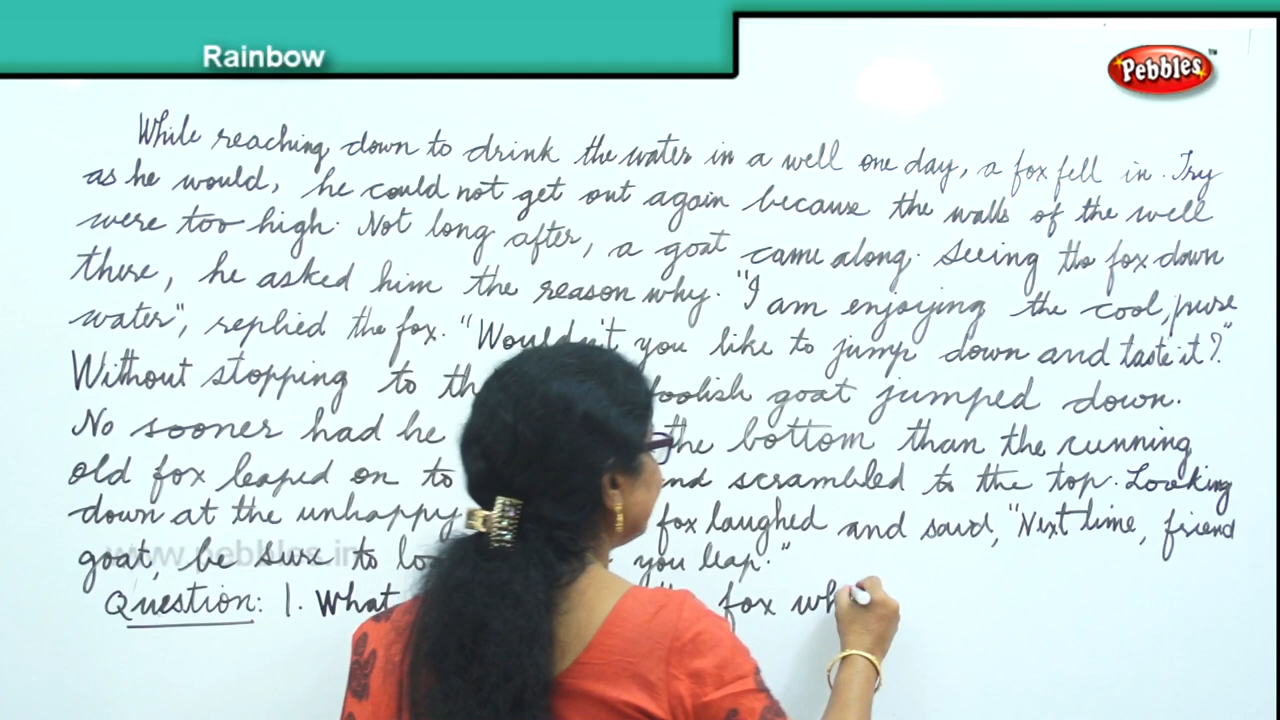 Rainbow
Pebbles™
While reaching down to drink the water in a well one day, a fox fell in. Try
as he would, he could not get out again because the walls of the well
were too high. Not long after, a goat came along. Seeing the fox down
there, he asked him the reason why. "I am enjoying the cool, pure
water", replied the fox. "Wouldn't you like to jump down and taste it?"
Without stopping to foolish goat jumped down.
No sooner had he the bottom than the cunning
old fox leaped on to scrambled to the top. Looking
down at the unhappy fox laughed and said, "Next time, friend
goat, be sure to you leap."
www.pebbles.in
Question: 1. What fox